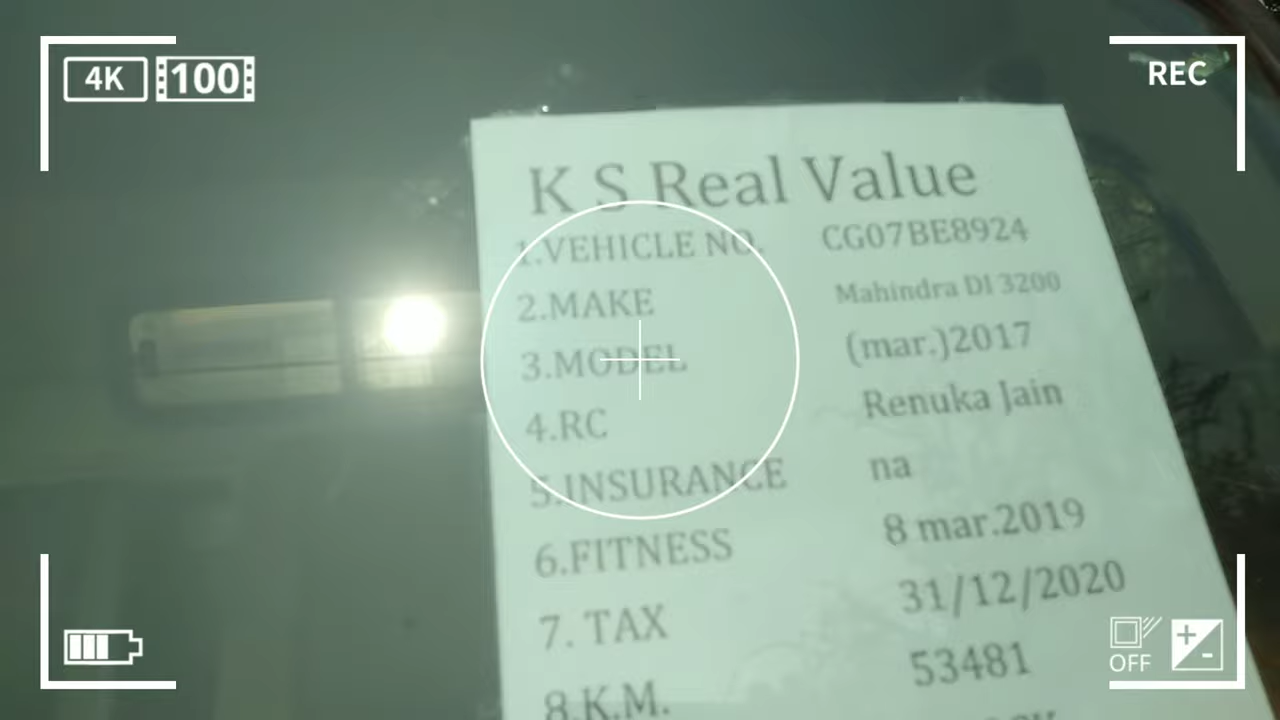 4K 100
REC
K S Real Value
1.VEHICLE NO. CG07BE8924
2.MAKE Mahindra DI 3200
3.MODEL (mar.)2017
4.RC Renuka Jain
5.INSURANCE na
6.FITNESS 8 mar.2019
7. TAX 31/12/2020
8.K.M. 53481
OFF